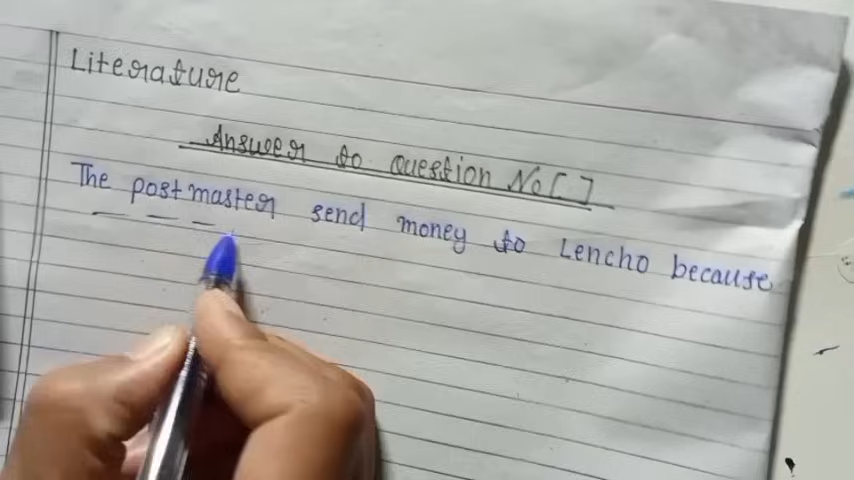 Literature
Answer to Question No[ ]
The postmaster send money to Lencho because